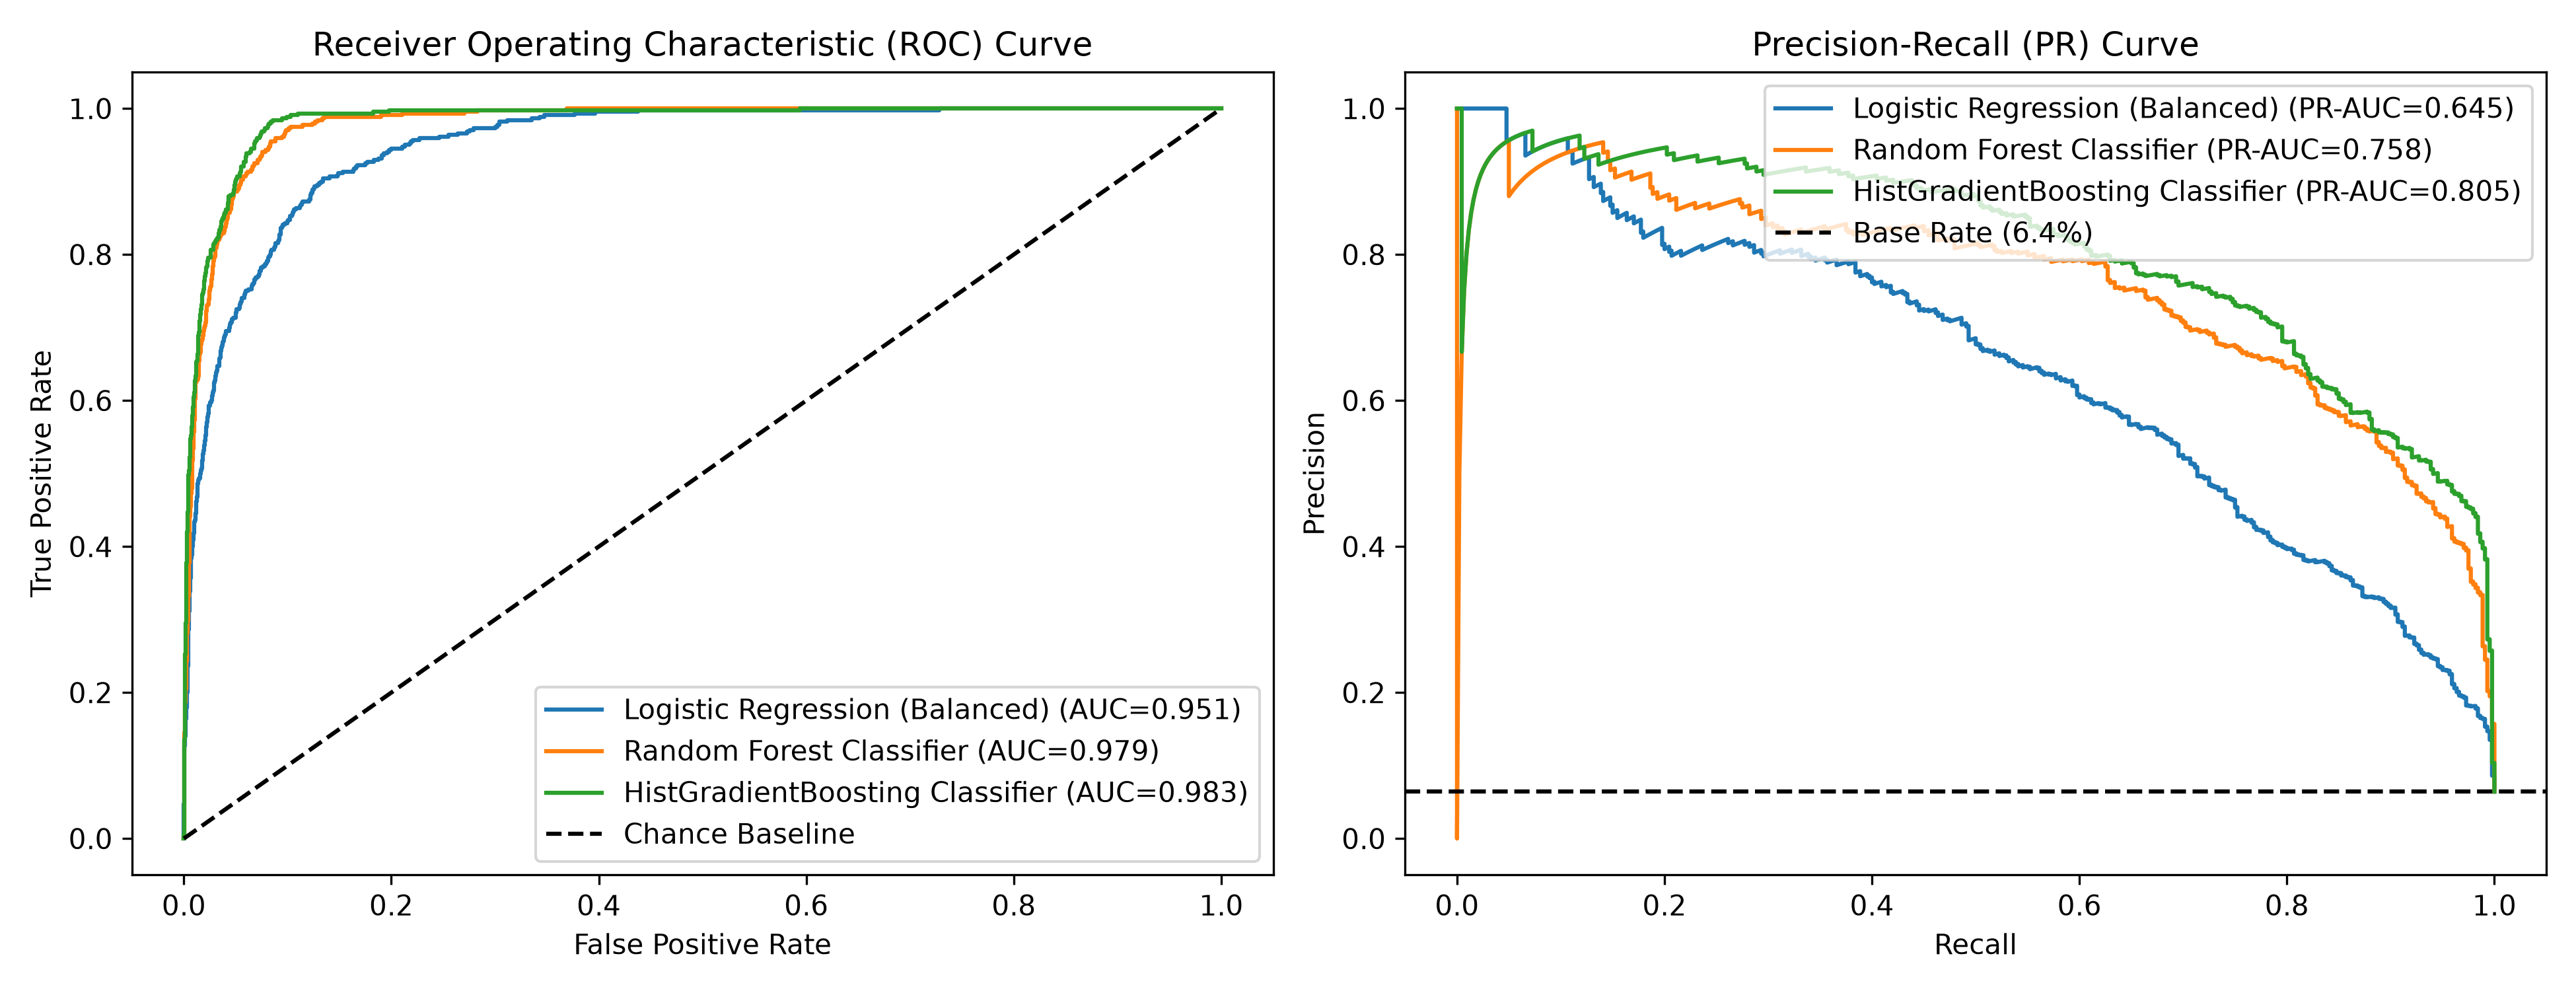 Receiver Operating Characteristic (ROC) Curve
True Positive Rate
1.0
0.8
0.6
0.4
0.2
0.0
Logistic Regression (Balanced) (AUC=0.951)
Random Forest Classifier (AUC=0.979)
HistGradientBoosting Classifier (AUC=0.983)
Chance Baseline
0.0 0.2 0.4 0.6 0.8 1.0
False Positive Rate
Precision-Recall (PR) Curve
Precision
1.0
0.8
0.6
0.4
0.2
0.0
Logistic Regression (Balanced) (PR-AUC=0.645)
Random Forest Classifier (PR-AUC=0.758)
HistGradientBoosting Classifier (PR-AUC=0.805)
Base Rate (6.4%)
0.0 0.2 0.4 0.6 0.8 1.0
Recall